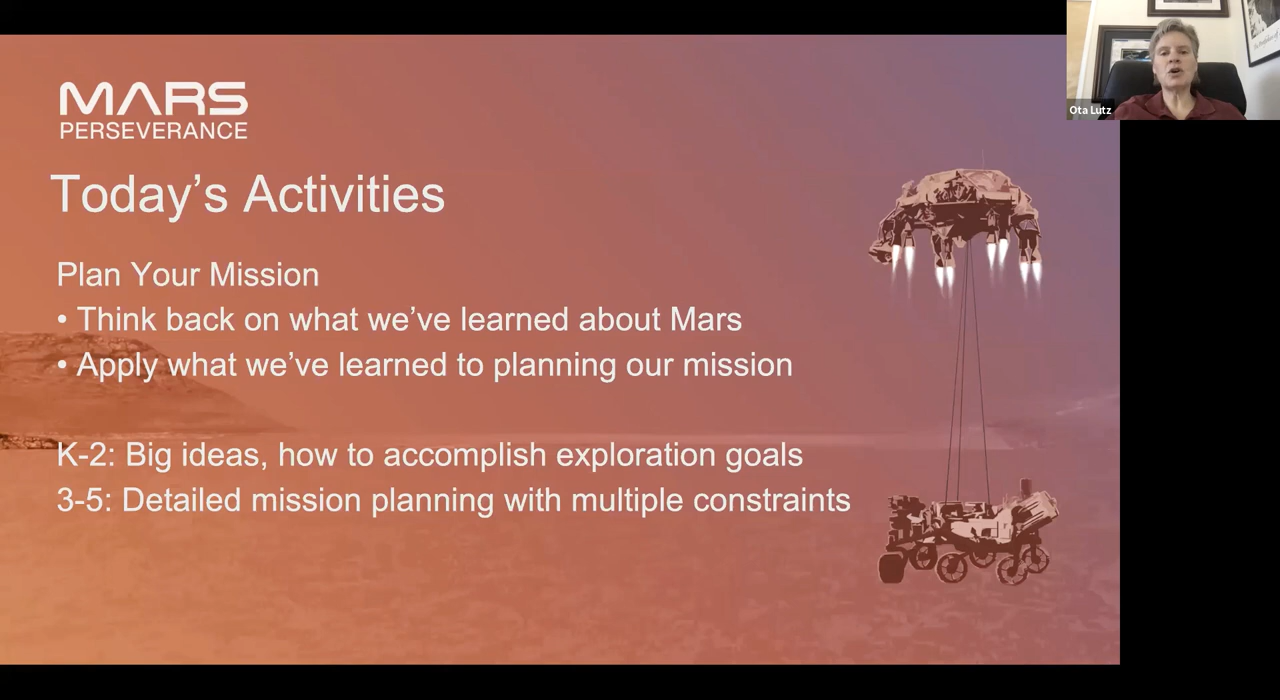 MARS
PERSEVERANCE
Today’s Activities
Plan Your Mission
• Think back on what we’ve learned about Mars
• Apply what we’ve learned to planning our mission
K-2: Big ideas, how to accomplish exploration goals
3-5: Detailed mission planning with multiple constraints
Ota Lutz